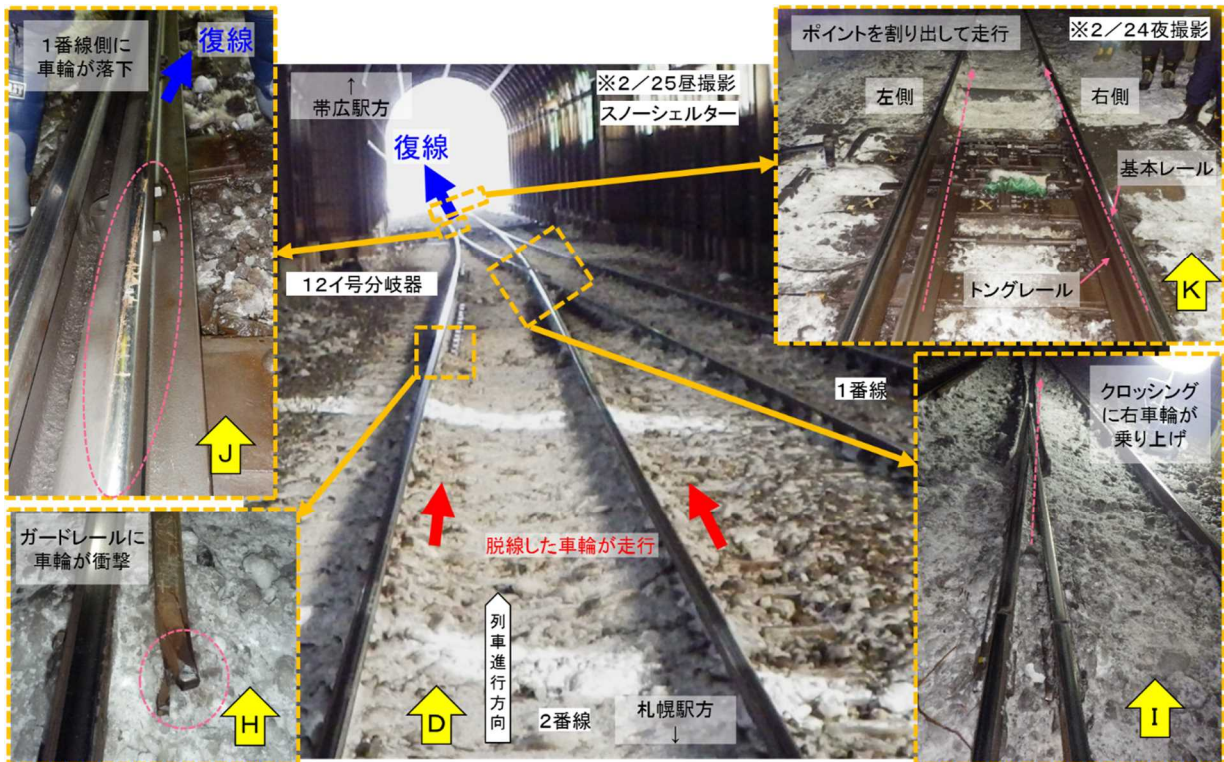 1番線側に
車輪が落下
復線
J
↑
帯広駅方
※2/25昼撮影
スノーシェルター
復線
12イ号分岐器
1番線
脱線した車輪が走行
列車進行方向
D
2番線
札幌駅方
↓
ポイントを割り出して走行
※2/24夜撮影
左側
右側
基本レール
トングレール
K
ガードレールに
車輪が衝撃
H
クロッシング
に右車輪が
乗り上げ
I